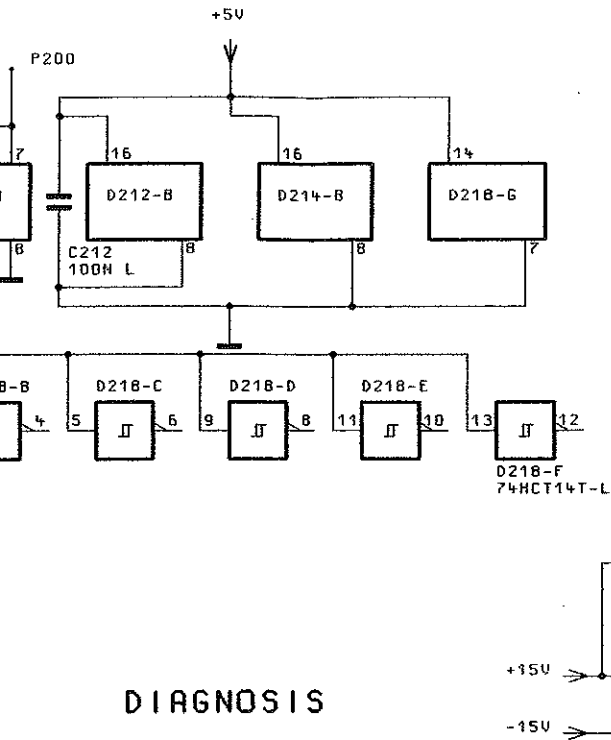 +5V
P200
7
16
16
14
D212-B
D214-B
D218-G
8
C212
100N L
8
8
7
8-B
D218-C
D218-D
D218-E
4
5
6
9
8
11
10
13
12
D218-F
74HCT14T-L
+15V
DIAGNOSIS
-15V